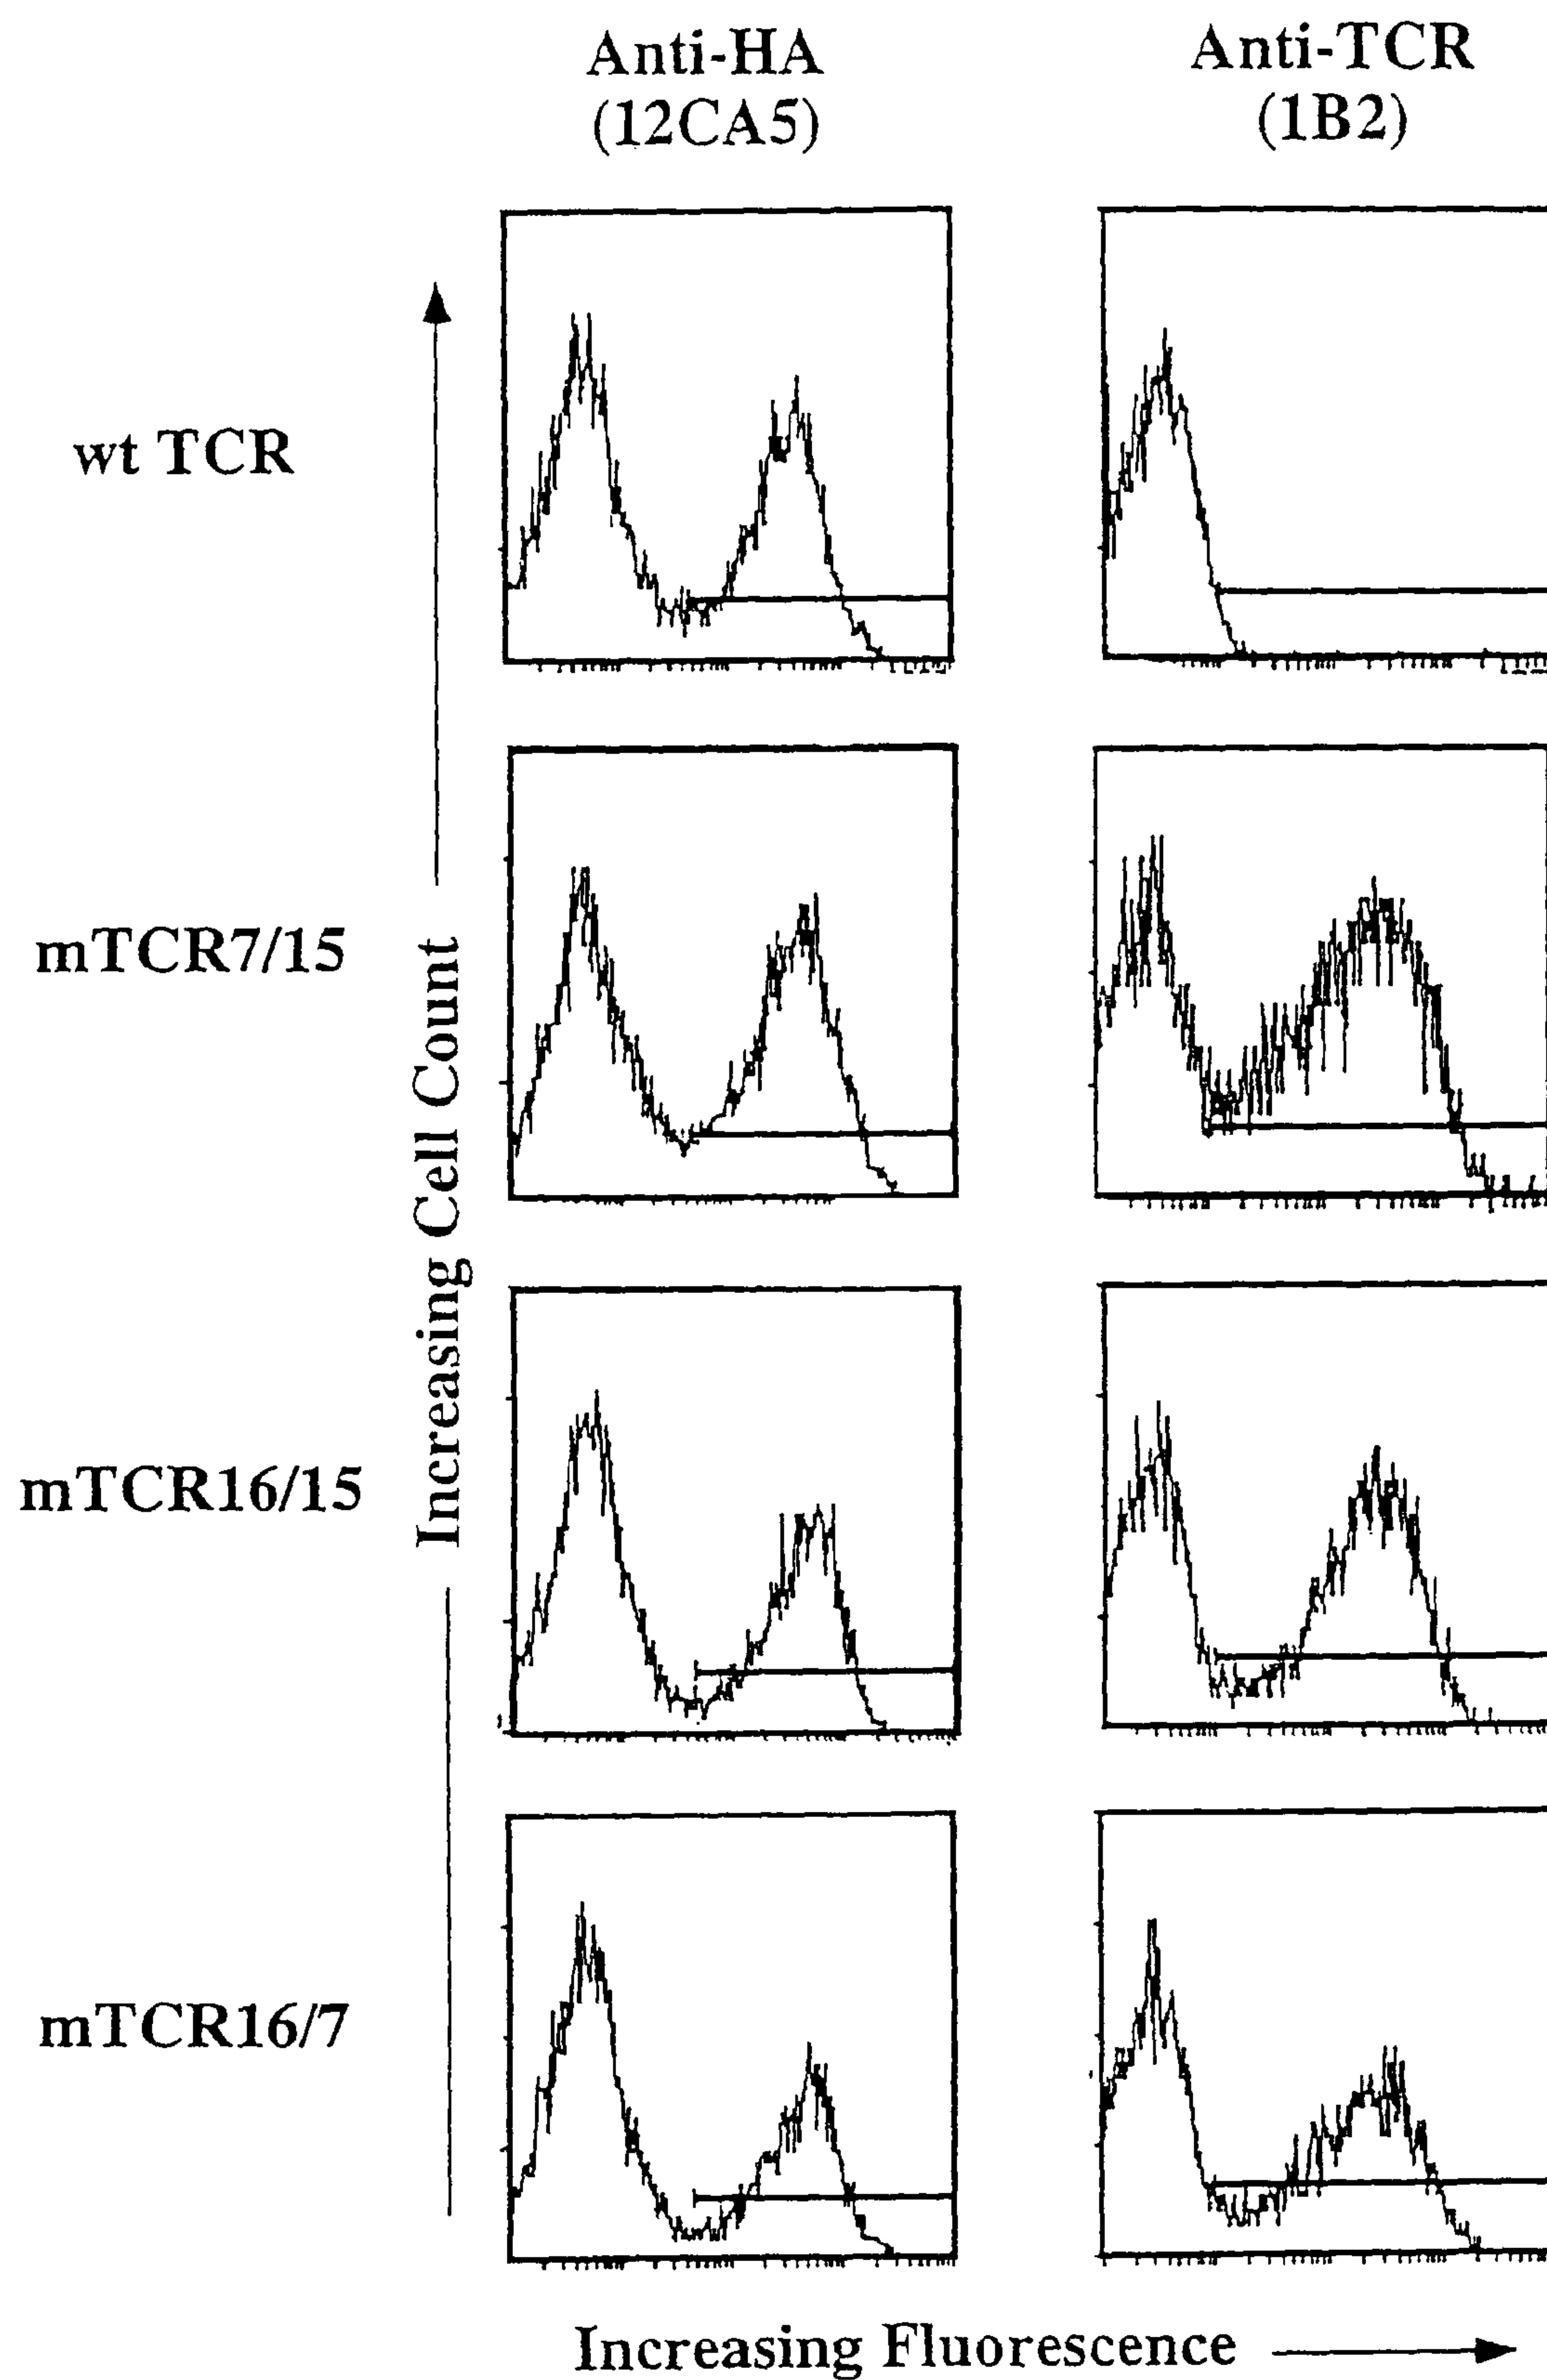 Anti-HA
(12CA5)
Anti-TCR
(1B2)
wt TCR
mTCR7/15
mTCR16/15
mTCR16/7
Increasing Cell Count
Increasing Fluorescence